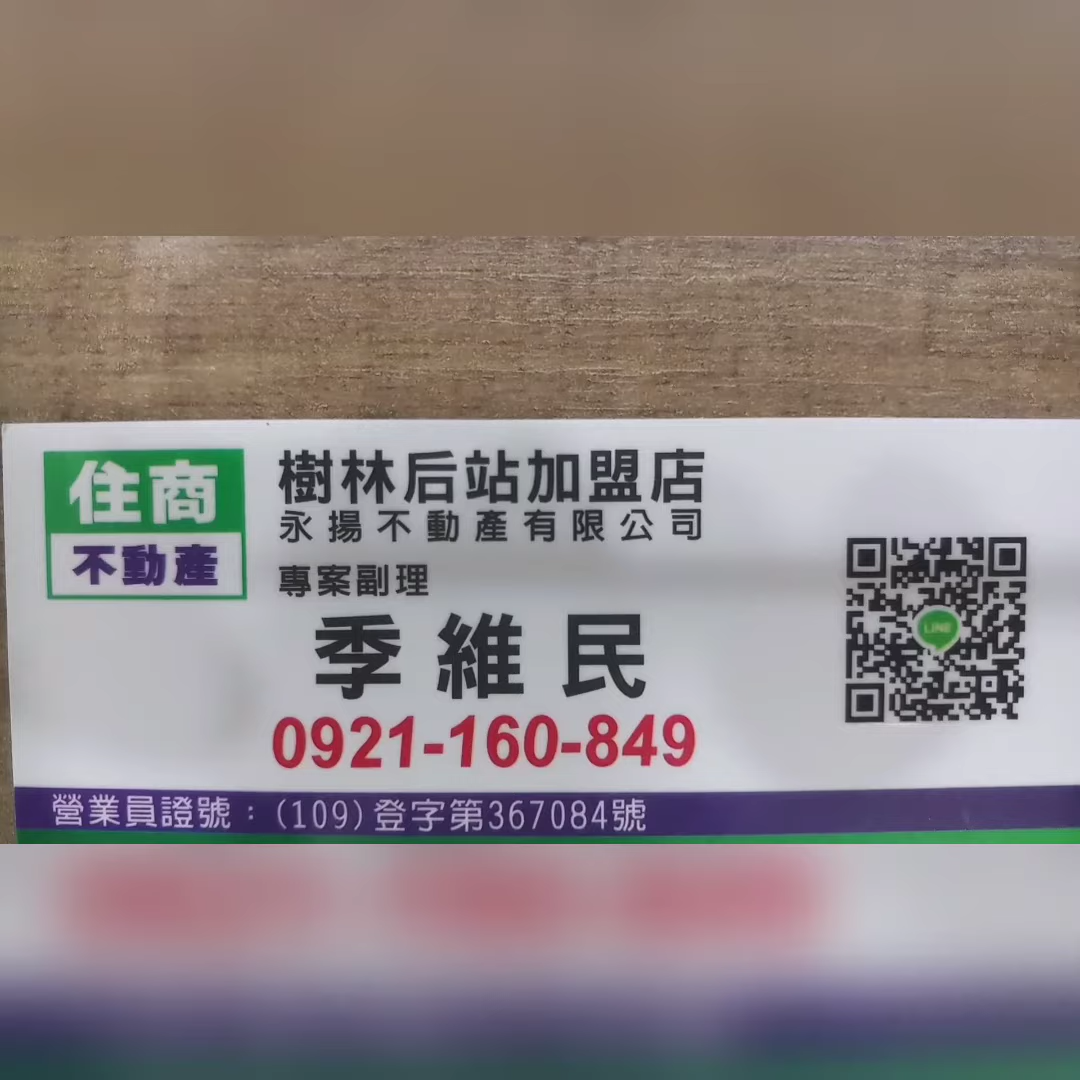 住商
不動產
樹林后站加盟店
永揚不動產有限公司
專案副理
季維民
0921-160-849
LINE
營業員證號：(109)登字第367084號